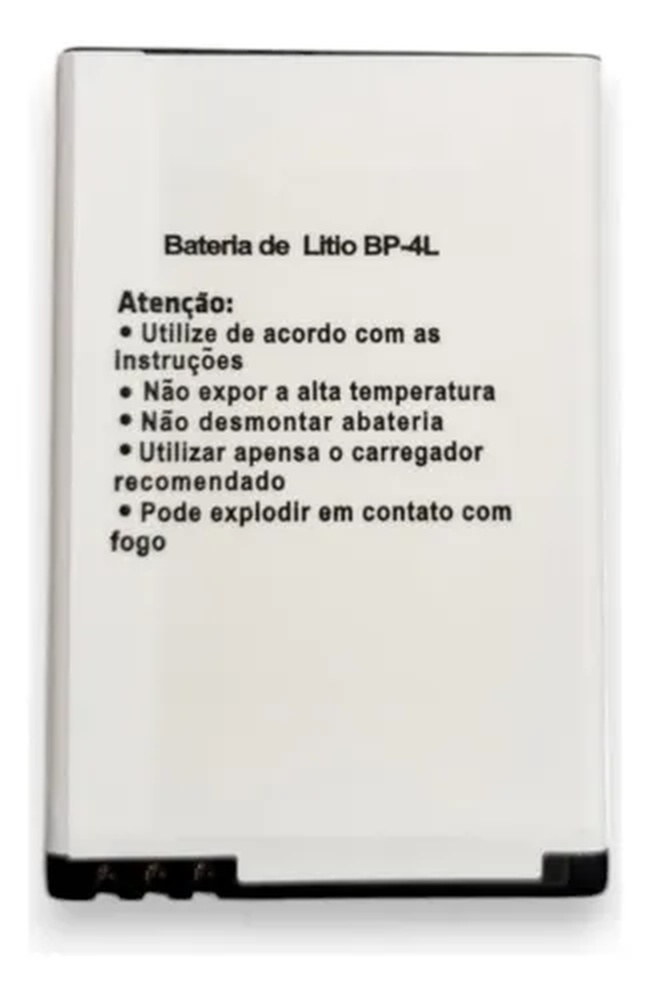 Bateria de Litio BP-4L
Atenção:
• Utilize de acordo com as
instruções
• Não expor a alta temperatura
• Não desmontar abateria
• Utilizar apensa o carregador
recomendado
• Pode explodir em contato com
fogo